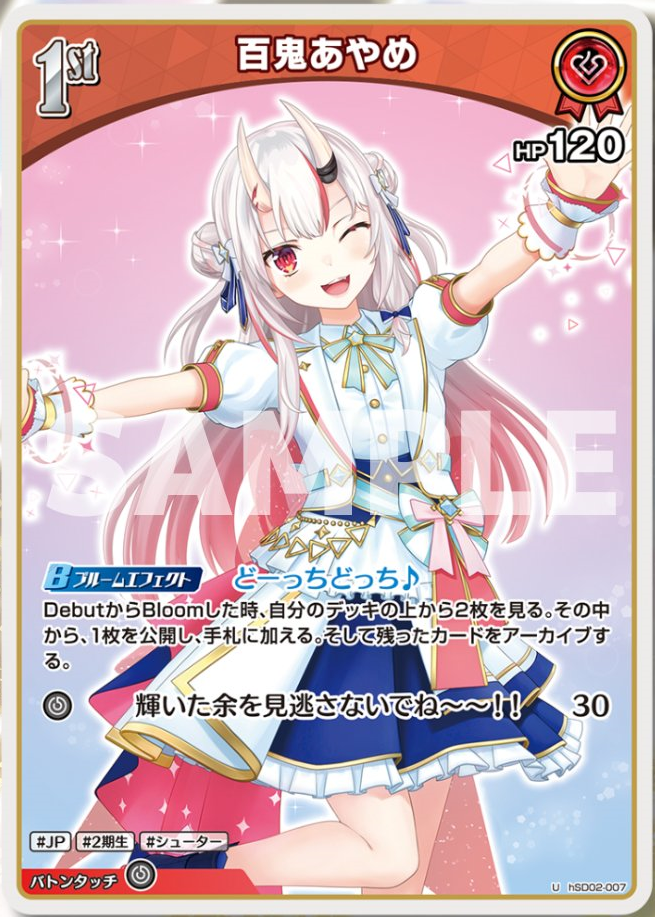 1st
百鬼あやめ
HP120
SAMPLE
B ブルームエフェクト どーっちどっち♪
DebutからBloomした時、自分のデッキの上から2枚を見る。その中
から、1枚を公開し、手札に加える。そして残ったカードをアーカイブす
る。
輝いた余を見逃さないでね～～!! 30
#JP #2期生 #シューター
バトンタッチ
U hSD02-007